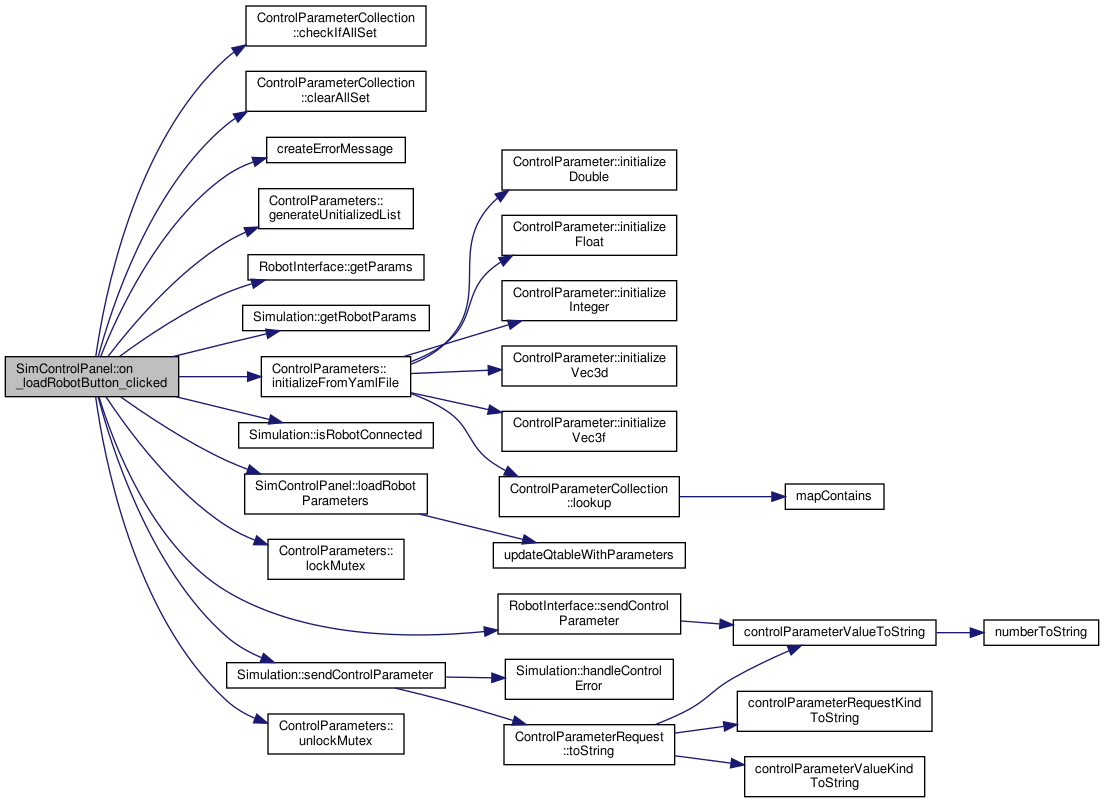 ControlParameterCollection
::checkIfAllSet
ControlParameterCollection
::clearAllSet
createErrorMessage
ControlParameters::
generateUnitializedList
RobotInterface::getParams
Simulation::getRobotParams
SimControlPanel::on
_loadRobotButton_clicked
ControlParameters::
initializeFromYamlFile
Simulation::isRobotConnected
SimControlPanel::loadRobot
Parameters
ControlParameters::
lockMutex
Simulation::sendControlParameter
ControlParameters::
unlockMutex
ControlParameter::initialize
Double
ControlParameter::initialize
Float
ControlParameter::initialize
Integer
ControlParameter::initialize
Vec3d
ControlParameter::initialize
Vec3f
ControlParameterCollection
::lookup
mapContains
updateQtableWithParameters
RobotInterface::sendControl
Parameter
Simulation::handleControl
Error
ControlParameterRequest
::toString
controlParameterValueToString
numberToString
controlParameterRequestKind
ToString
controlParameterValueKind
ToString